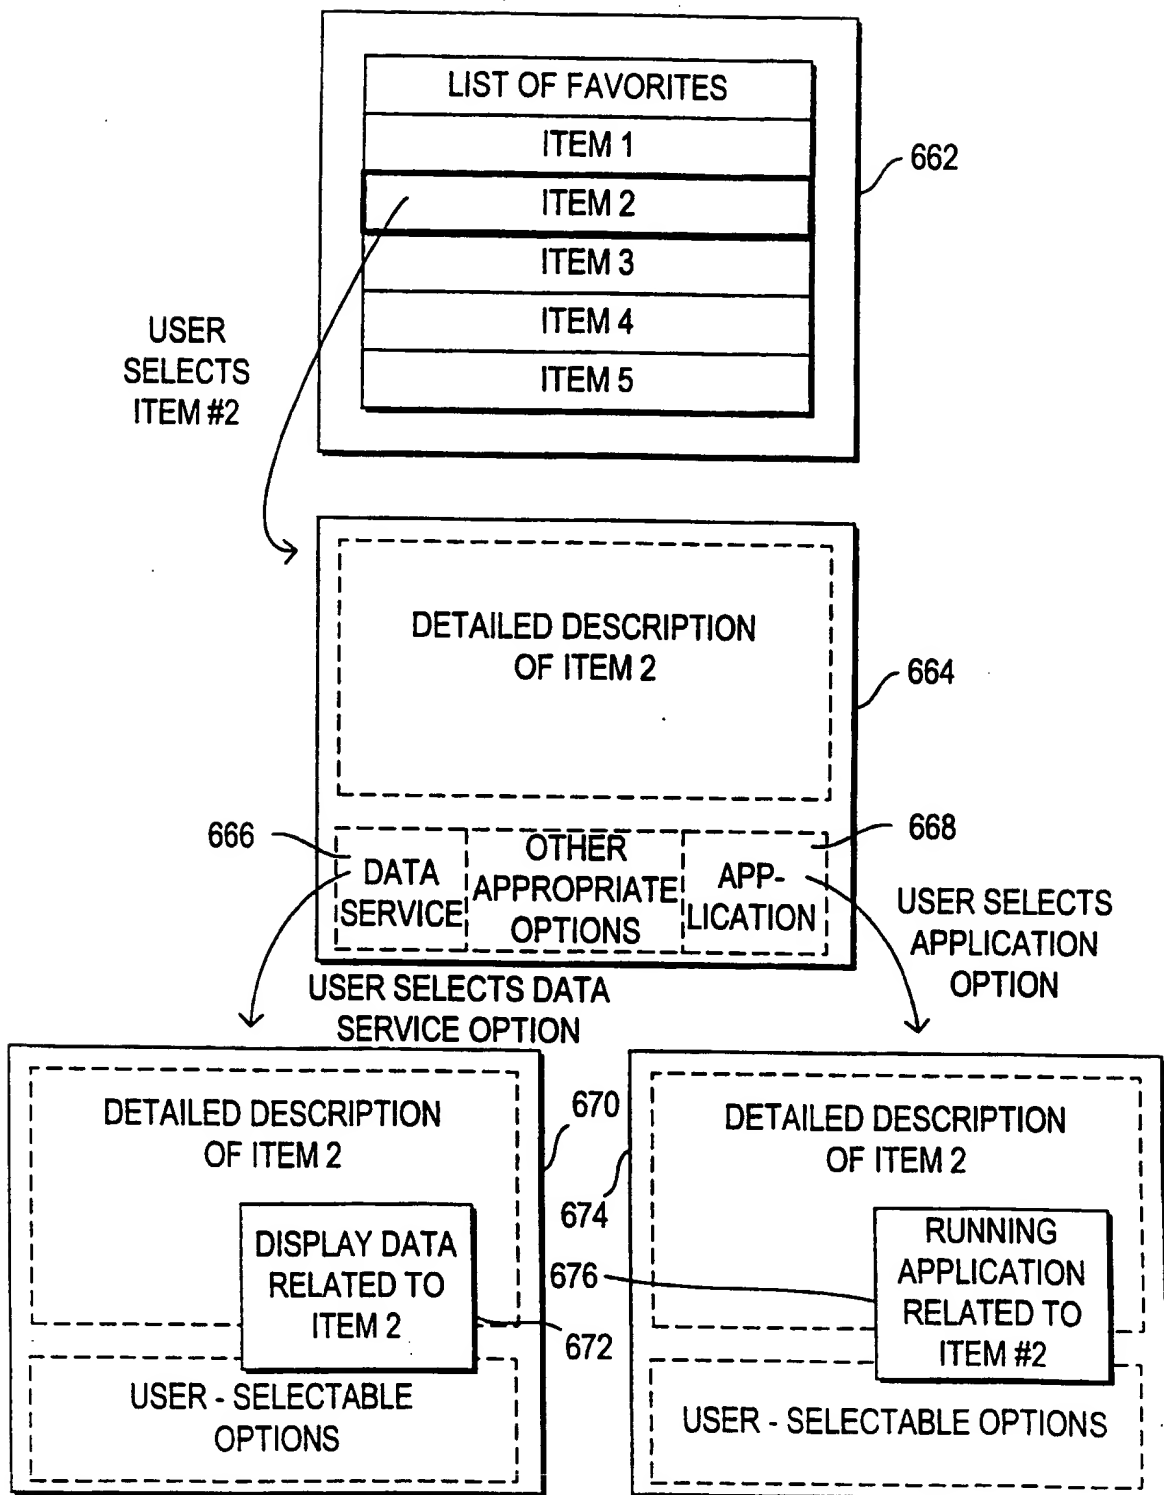 LIST OF FAVORITES
ITEM 1
662
ITEM 2
ITEM 3
ITEM 4
ITEM 5
USER
SELECTS
ITEM #2
DETAILED DESCRIPTION
OF ITEM 2
664
666
668
DATA
SERVICE
OTHER
APPROPRIATE
OPTIONS
APP-
LICATION
USER SELECTS
APPLICATION
OPTION
USER SELECTS DATA
SERVICE OPTION
DETAILED DESCRIPTION
OF ITEM 2
670
DISPLAY DATA
RELATED TO
ITEM 2
672
USER - SELECTABLE
OPTIONS
674
DETAILED DESCRIPTION
OF ITEM 2
676
RUNNING
APPLICATION
RELATED TO
ITEM #2
USER - SELECTABLE OPTIONS